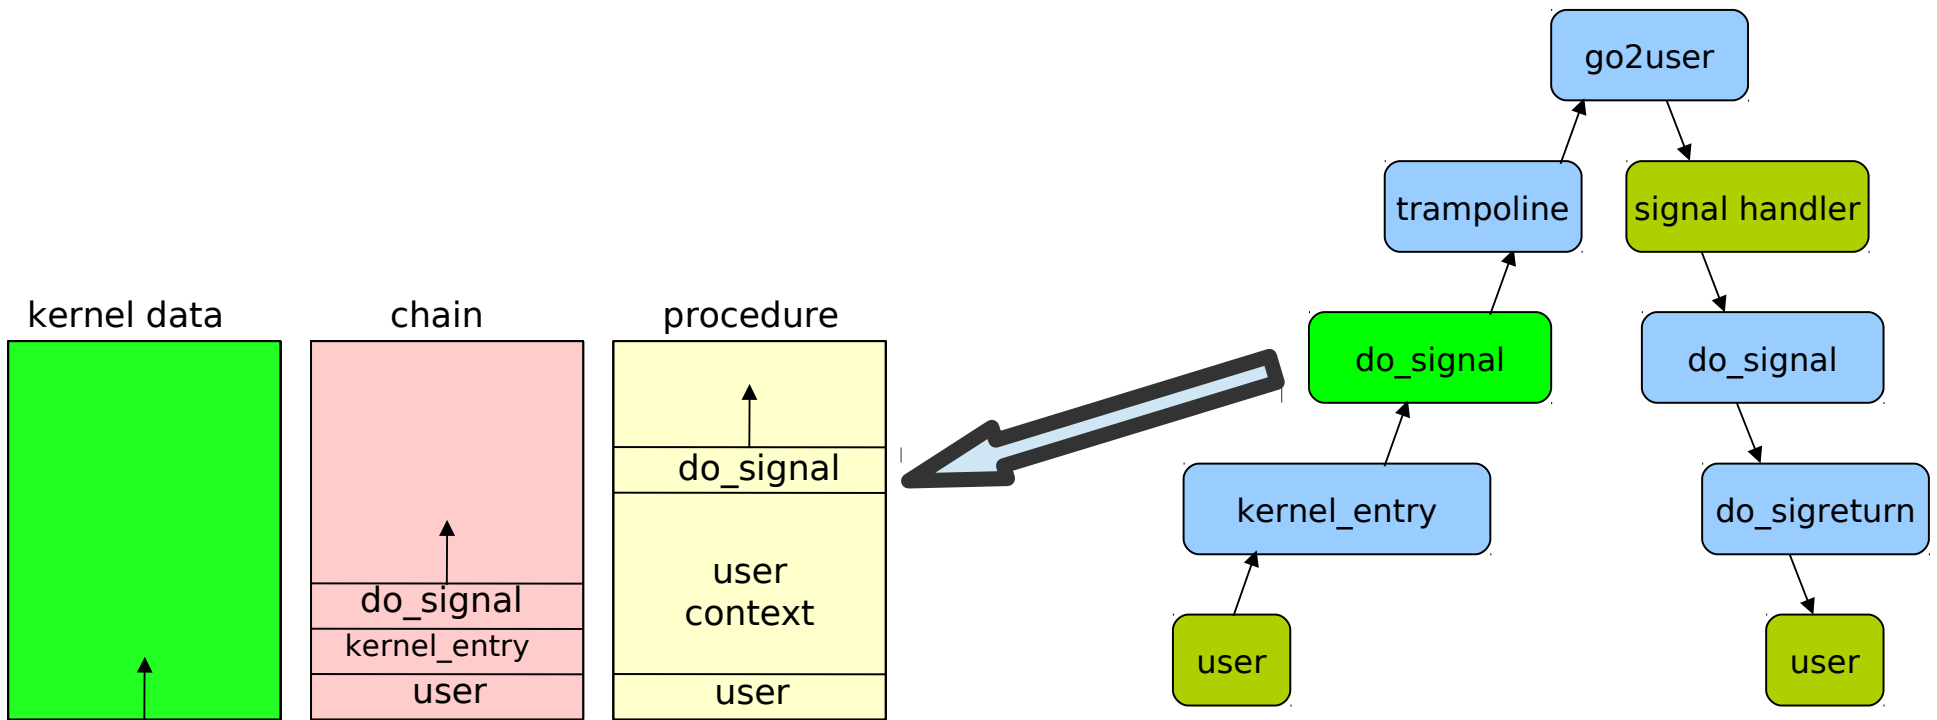 kernel data
chain
procedure
do_signal
kernel_entry
user
do_signal
user
context
user
go2user
trampoline
signal handler
do_signal
do_signal
kernel_entry
do_sigreturn
user
user